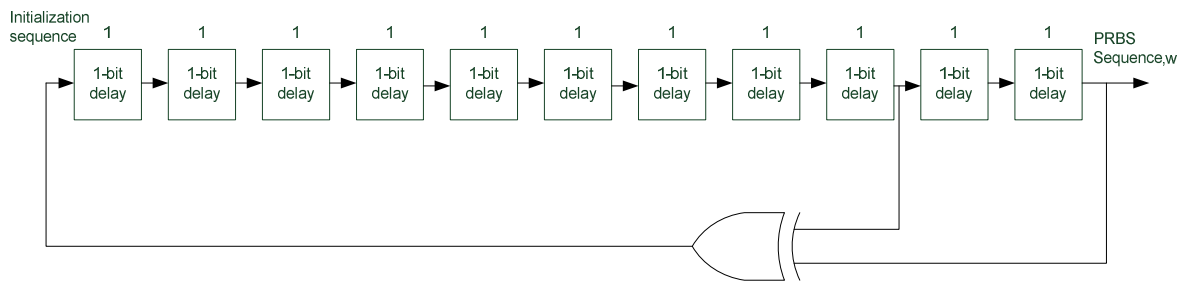 Initialization
sequence
1 1 1 1 1 1 1 1 1 1 1
PRBS
Sequence,w
1-bit delay
1-bit delay
1-bit delay
1-bit delay
1-bit delay
1-bit delay
1-bit delay
1-bit delay
1-bit delay
1-bit delay
1-bit delay